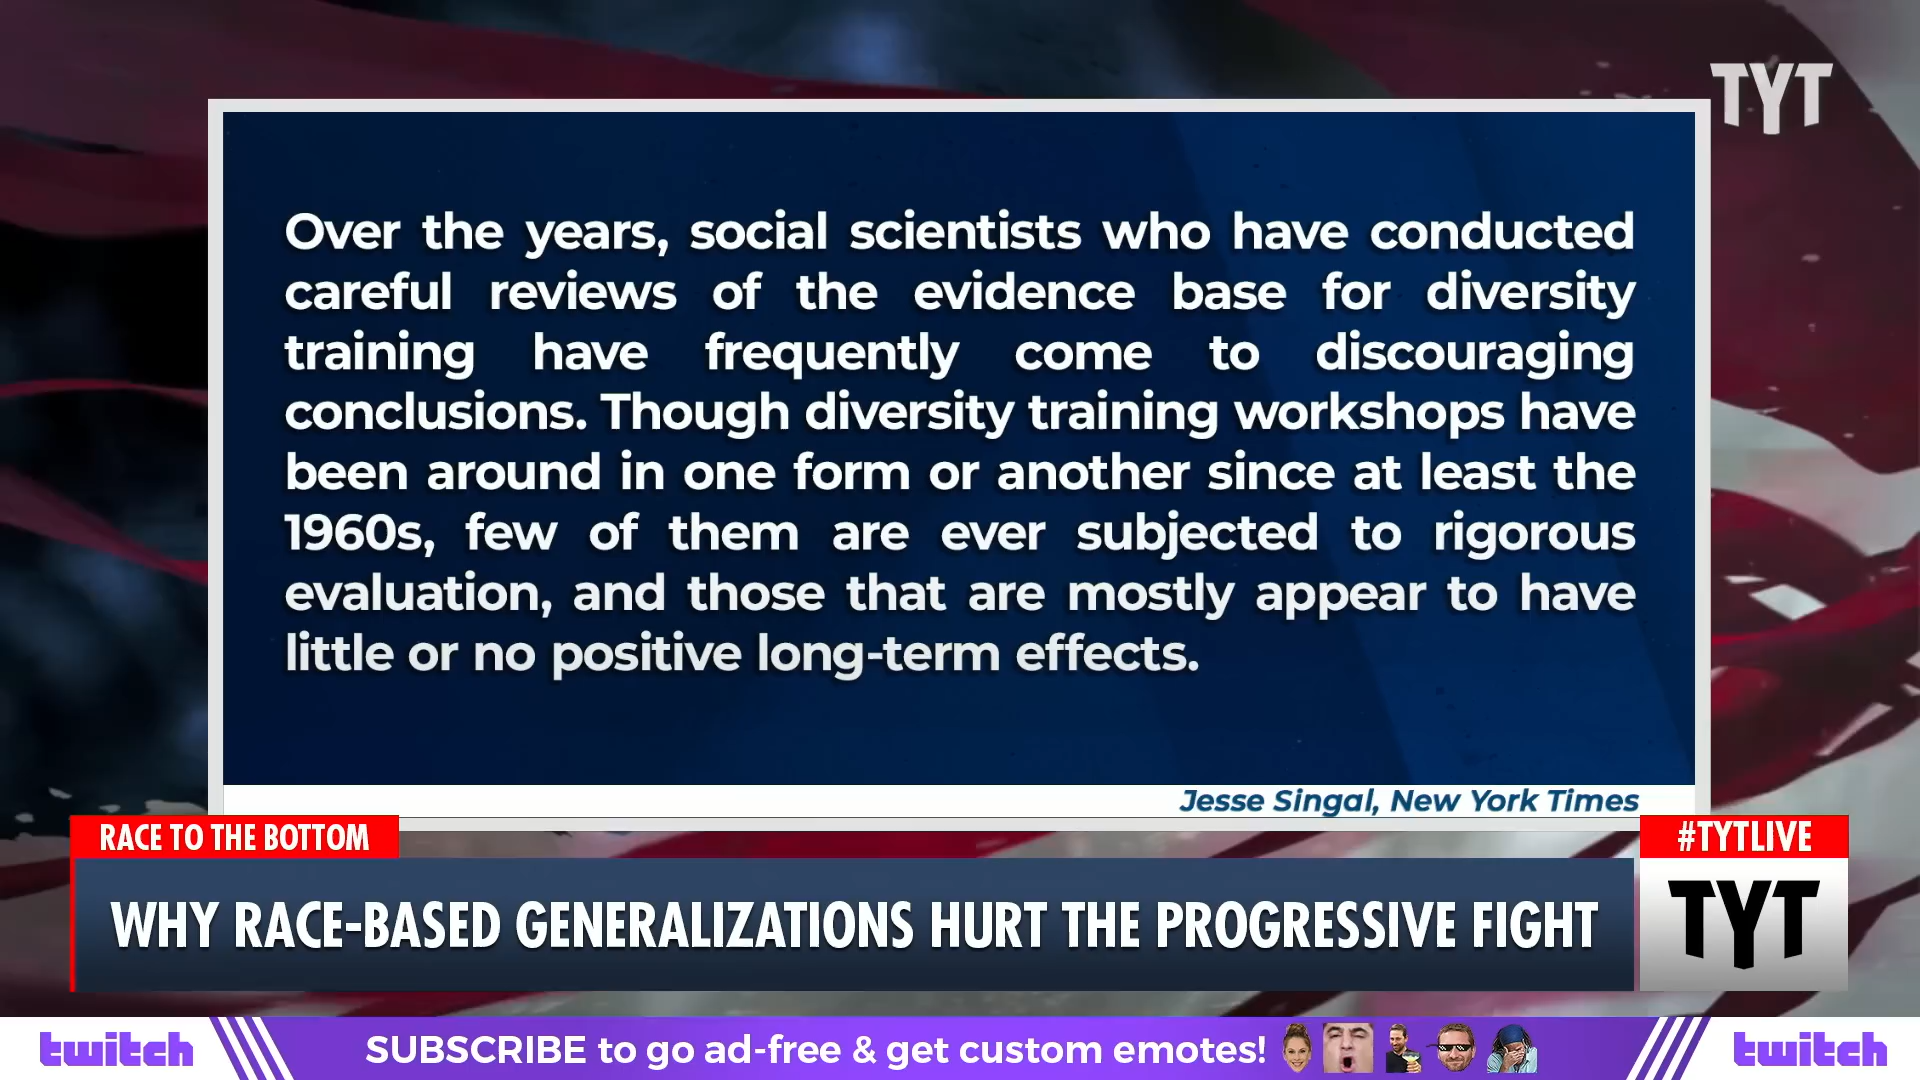 TYT
Over the years, social scientists who have conducted
careful reviews of the evidence base for diversity
training have frequently come to discouraging
conclusions. Though diversity training workshops have
been around in one form or another since at least the
1960s, few of them are ever subjected to rigorous
evaluation, and those that are mostly appear to have
little or no positive long-term effects.
Jesse Singal, New York Times
RACE TO THE BOTTOM
#TYTLIVE
WHY RACE-BASED GENERALIZATIONS HURT THE PROGRESSIVE FIGHT
TYT
twitch
SUBSCRIBE to go ad-free & get custom emotes!
twitch